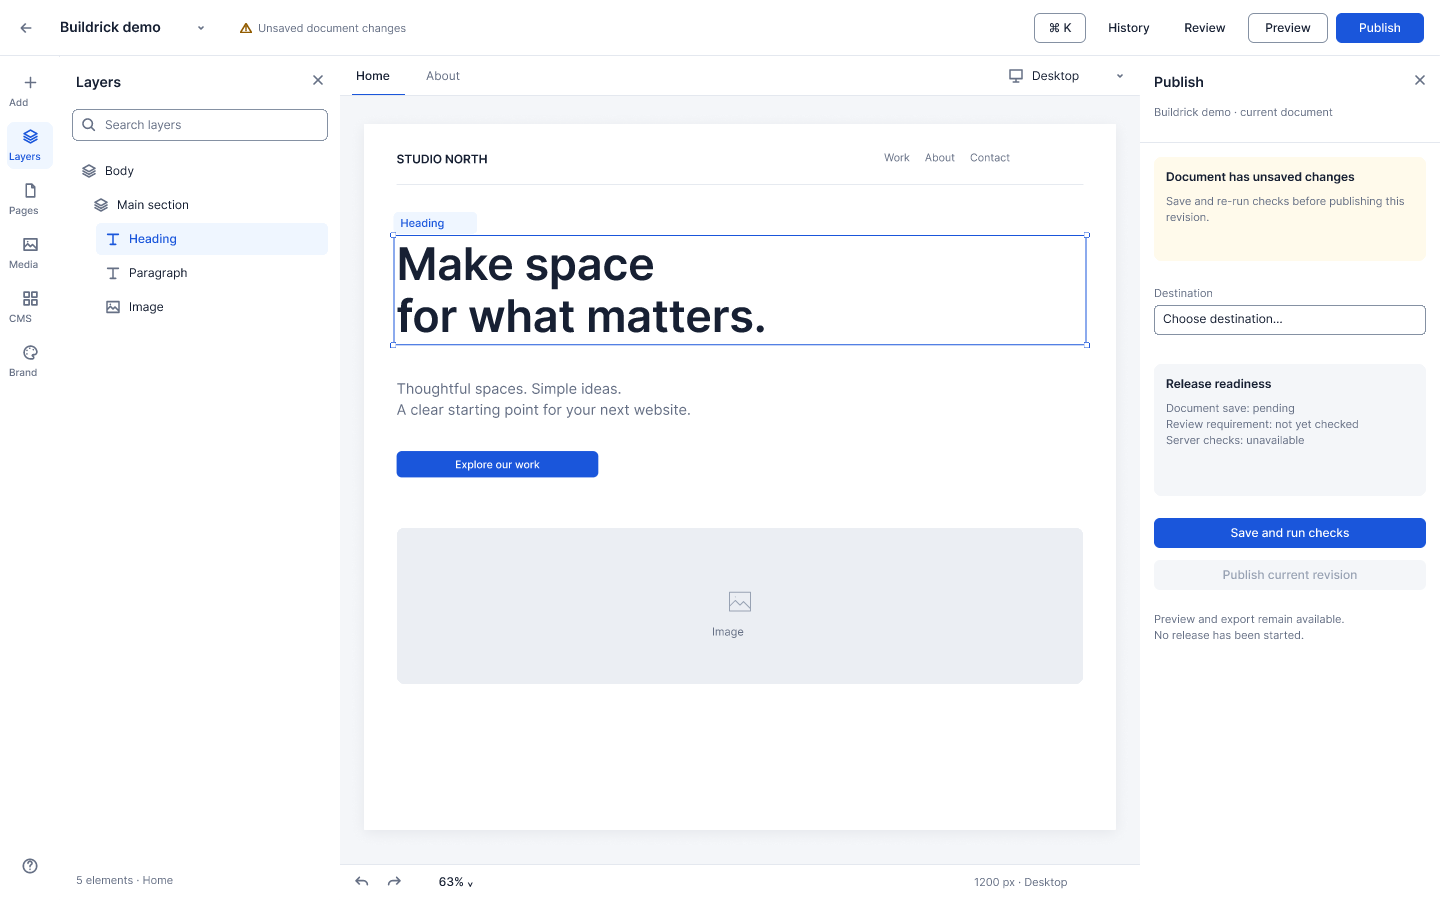 Buildrick demo
Unsaved document changes
⌘ K
History
Review
Preview
Publish
Add
Layers
Pages
Media
CMS
Brand
Layers
Search layers
Body
Main section
Heading
Paragraph
Image
5 elements · Home
Home
About
Desktop
STUDIO NORTH
Work
About
Contact
Heading
Make space
for what matters.
Thoughtful spaces. Simple ideas.
A clear starting point for your next website.
Explore our work
Image
63%
1200 px · Desktop
Publish
Buildrick demo · current document
Document has unsaved changes
Save and re-run checks before publishing this
revision.
Destination
Choose destination...
Release readiness
Document save: pending
Review requirement: not yet checked
Server checks: unavailable
Save and run checks
Publish current revision
Preview and export remain available.
No release has been started.